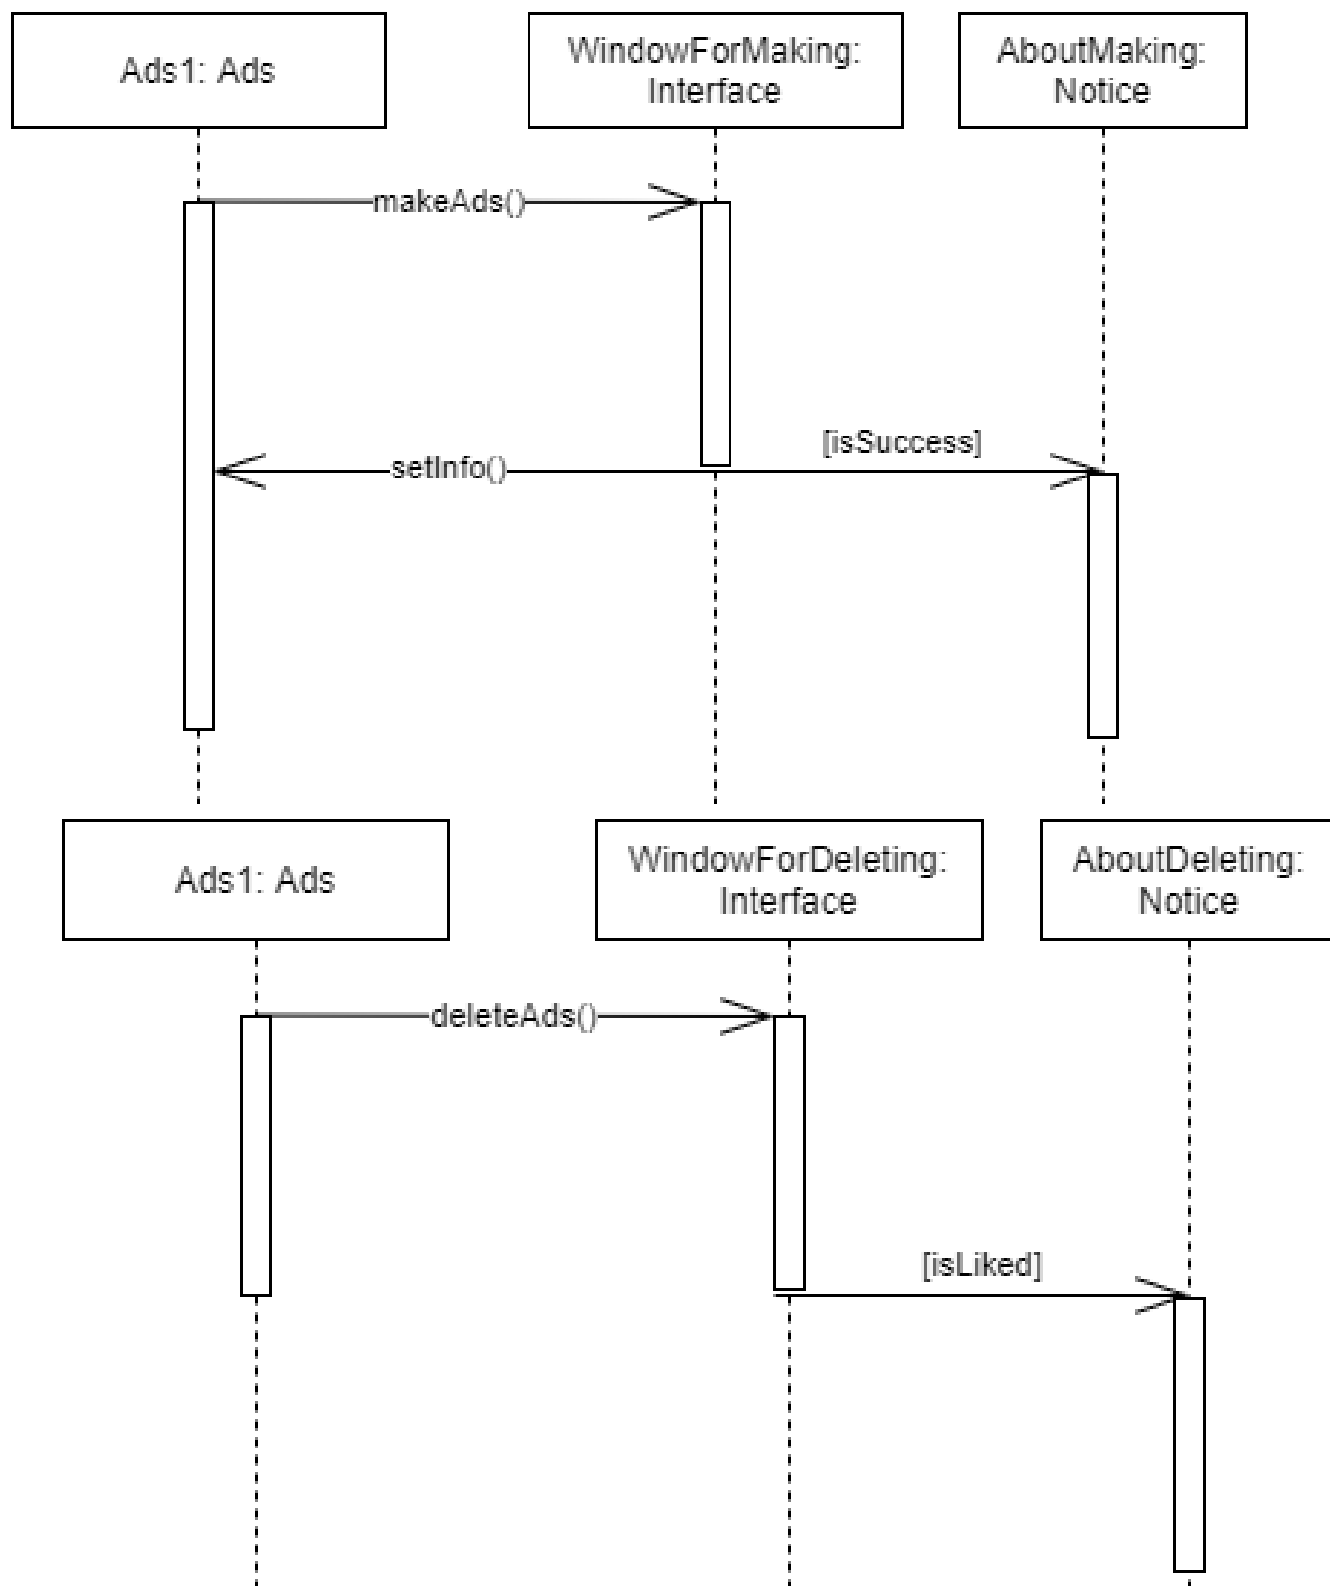 Ads1: Ads
WindowForMaking:
Interface
AboutMaking:
Notice
makeAds()
[isSuccess]
setInfo()
Ads1: Ads
WindowForDeleting:
Interface
AboutDeleting:
Notice
deleteAds()
[isLiked]